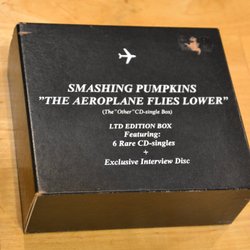 SMASHING PUMPKINS
"THE AEROPLANE FLIES LOWER"
(The "Other" CD-single Box)
LTD EDITION BOX
Featuring:
6 Rare CD-singles
+
Exclusive Interview Disc